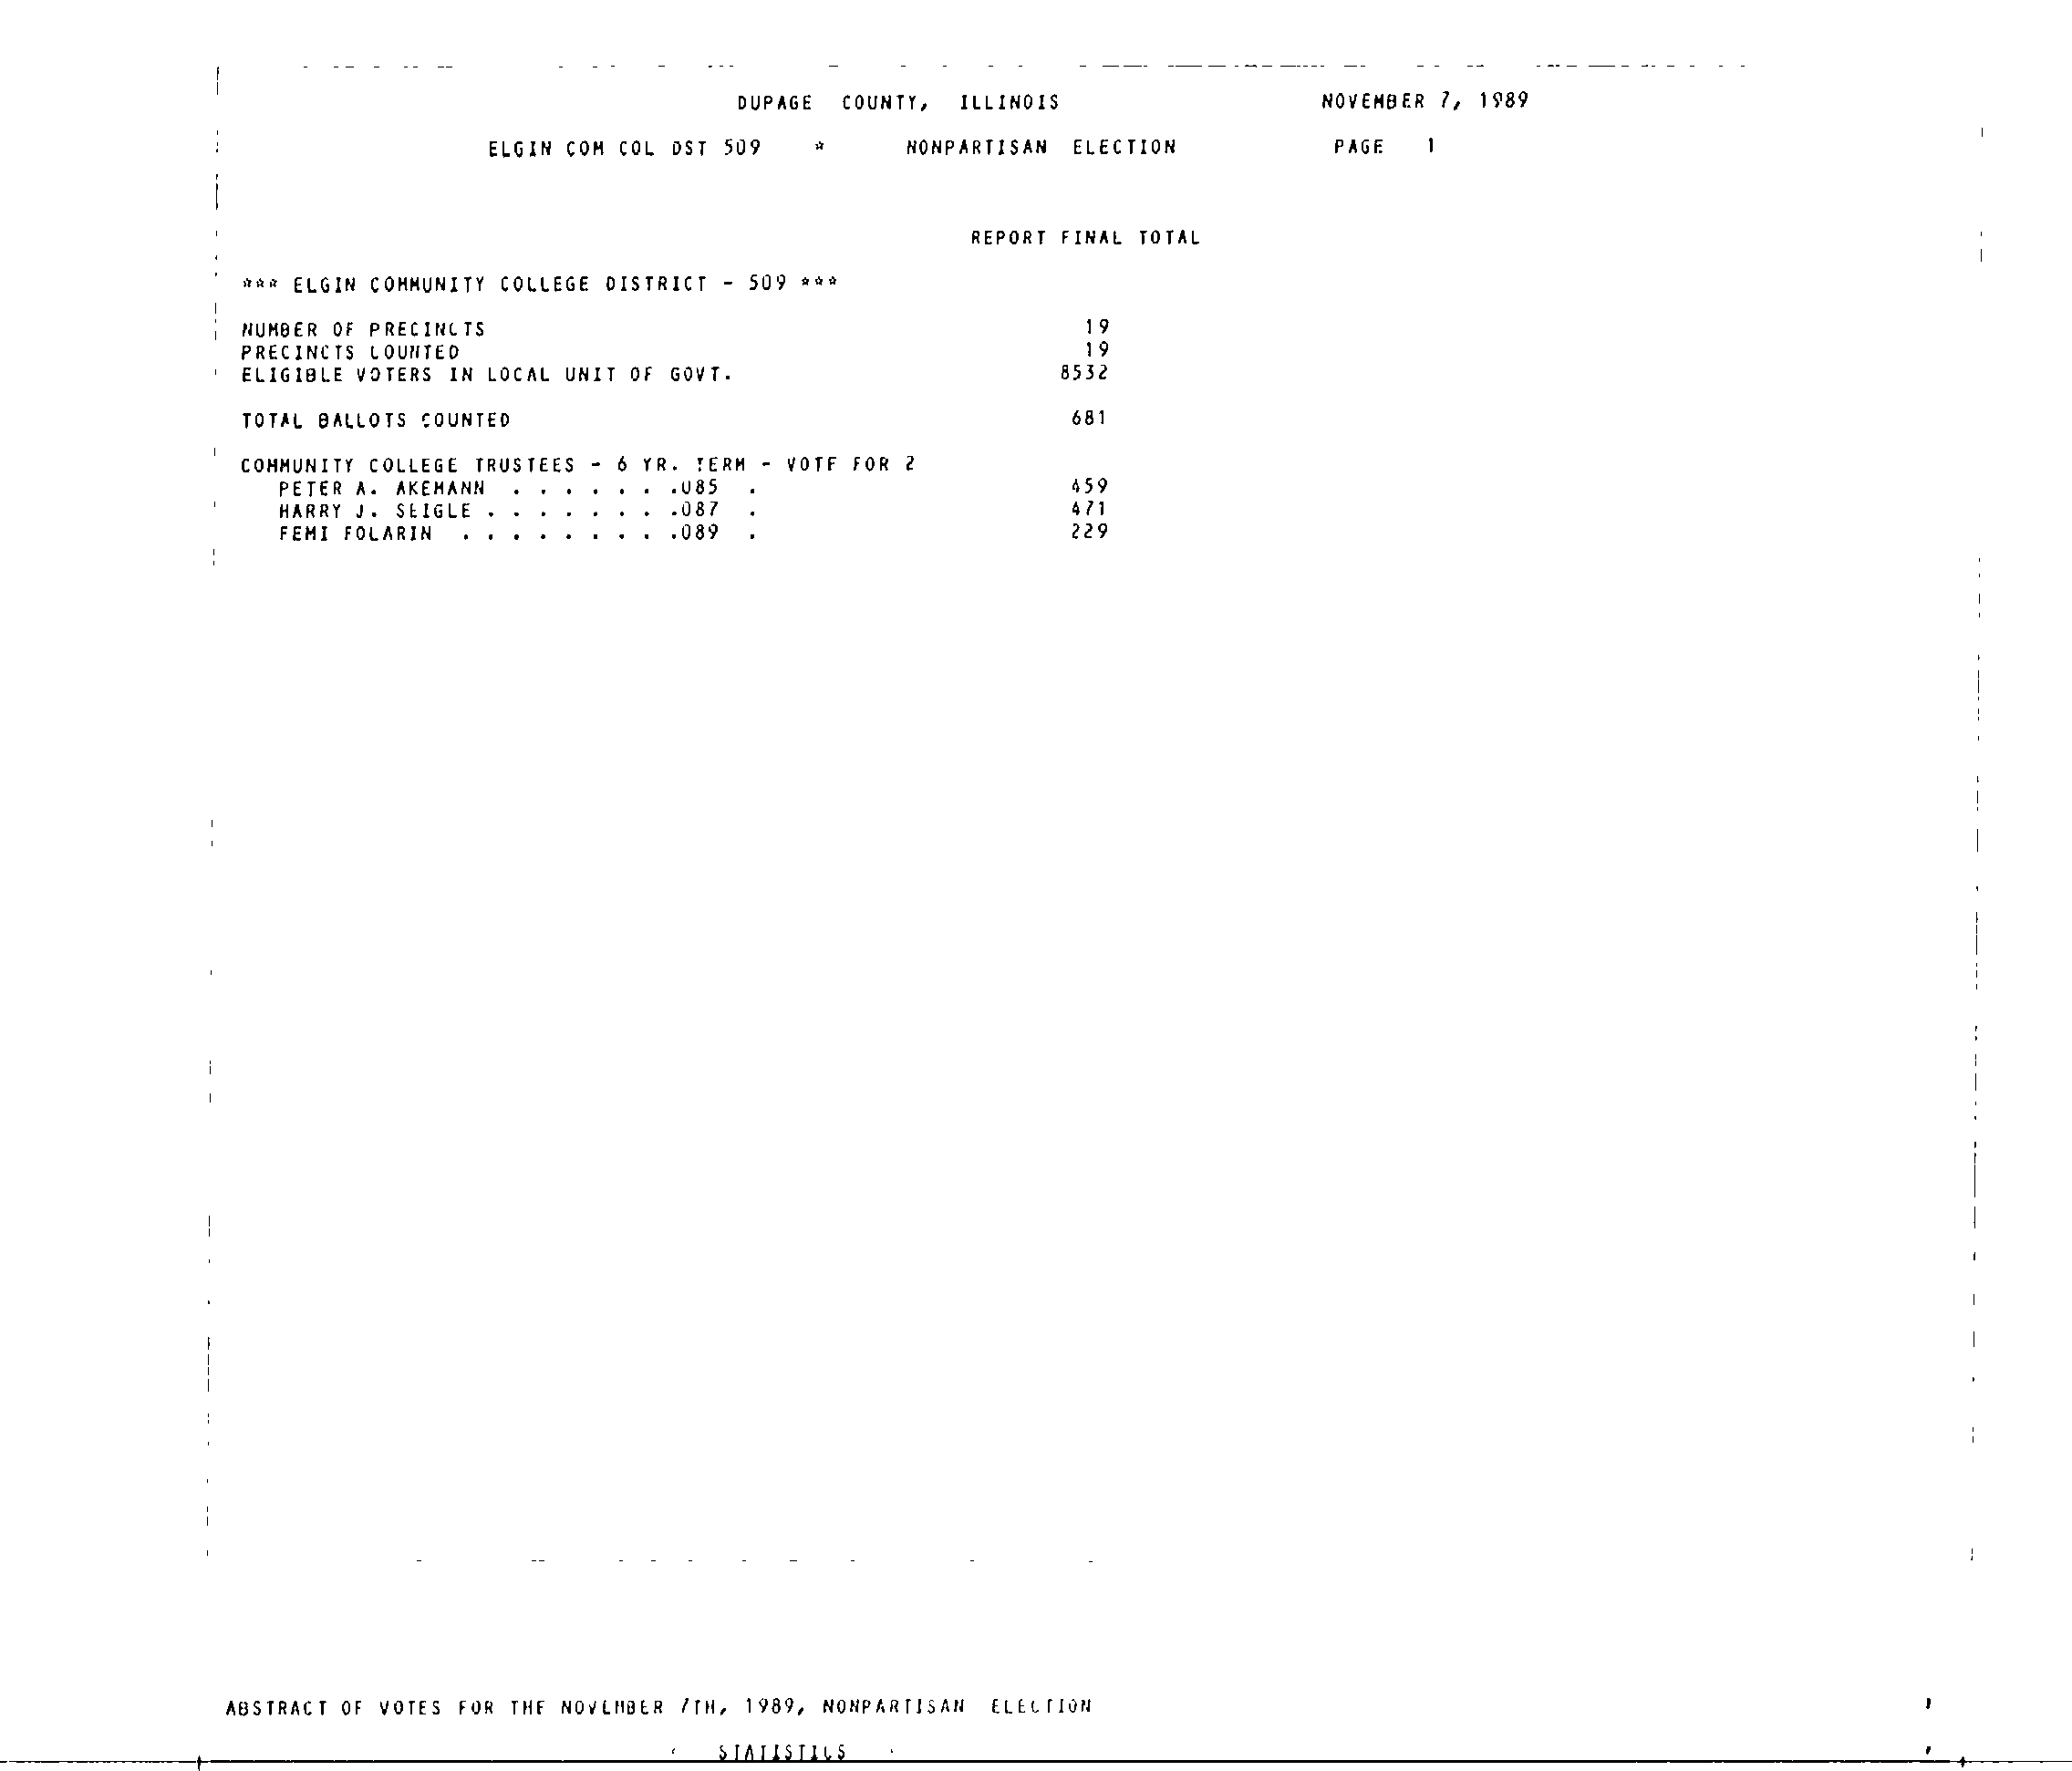 DUPAGE COUNTY, ILLINOIS NOVEMBER 7, 1989
ELGIN COM COL DST 509 * NONPARTISAN ELECTION PAGE 1
REPORT FINAL TOTAL
*** ELGIN COMMUNITY COLLEGE DISTRICT - 509 ***
NUMBER OF PRECINCTS 19
PRECINCTS COUNTED 19
ELIGIBLE VOTERS IN LOCAL UNIT OF GOVT. 8532
TOTAL BALLOTS COUNTED 681
COMMUNITY COLLEGE TRUSTEES - 6 YR. TERM - VOTE FOR 2
PETER A. AKEMANN . . . . . . .085 . 459
HARRY J. SEIGLE . . . . . . . .087 . 471
FEMI FOLARIN . . . . . . . . .089 . 229
ABSTRACT OF VOTES FOR THE NOVEMBER 7TH, 1989, NONPARTISAN ELECTION
STATISTICS